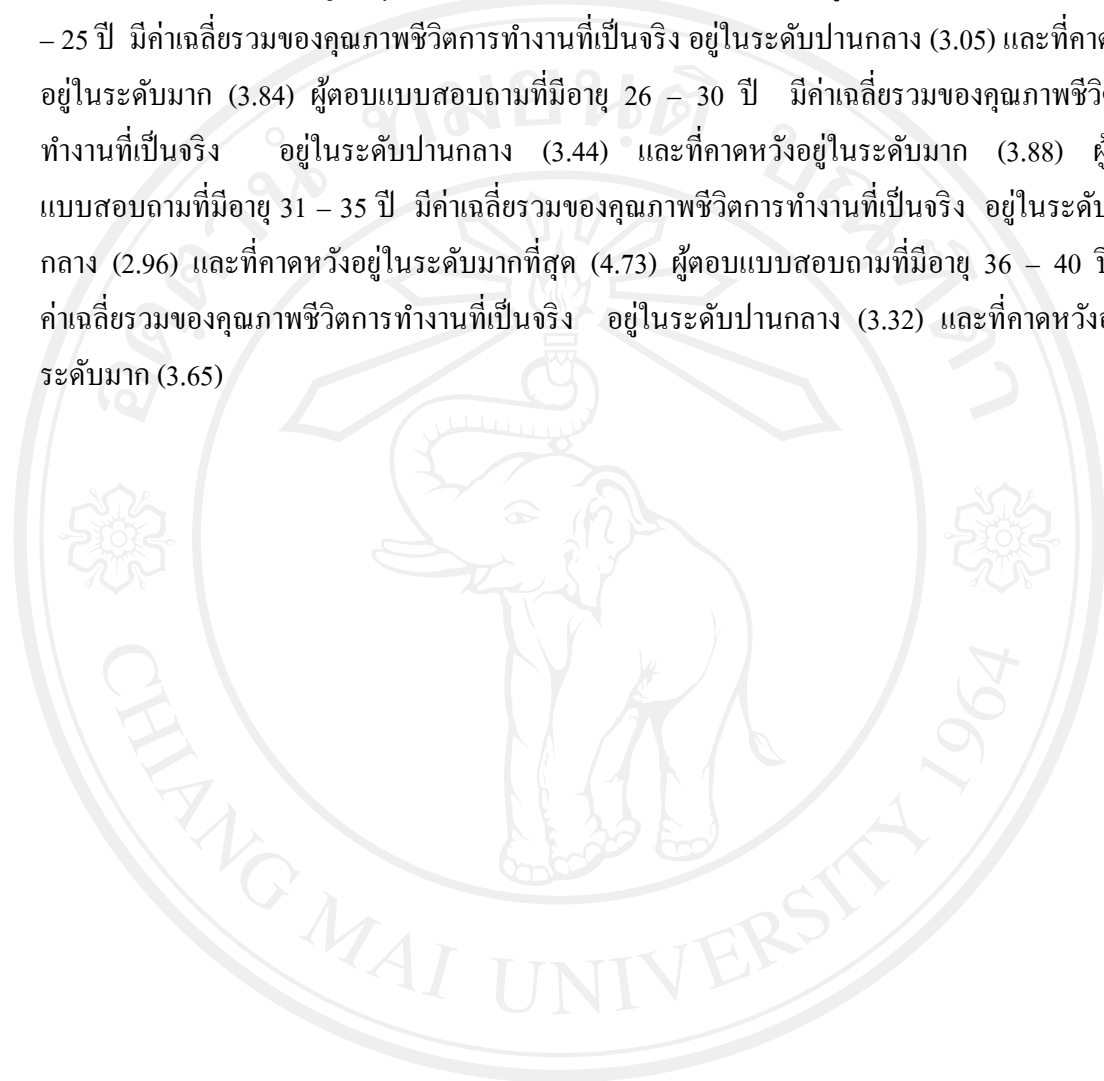 – 25 ปี มีค่าเฉลี่ยรวมของคุณภาพชีวิตการทำงานที่เป็นจริง อยู่ในระดับปานกลาง (3.05) และที่คาด
อยู่ในระดับมาก (3.84) ผู้ตอบแบบสอบถามที่มีอายุ 26 – 30 ปี มีค่าเฉลี่ยรวมของคุณภาพชีวิต
ทำงานที่เป็นจริง อยู่ในระดับปานกลาง (3.44) และที่คาดหวังอยู่ในระดับมาก (3.88) ผู้
แบบสอบถามที่มีอายุ 31 – 35 ปี มีค่าเฉลี่ยรวมของคุณภาพชีวิตการทำงานที่เป็นจริง อยู่ในระดับ
กลาง (2.96) และที่คาดหวังอยู่ในระดับมากที่สุด (4.73) ผู้ตอบแบบสอบถามที่มีอายุ 36 – 40 ปี
ค่าเฉลี่ยรวมของคุณภาพชีวิตการทำงานที่เป็นจริง อยู่ในระดับปานกลาง (3.32) และที่คาดหวัง
ระดับมาก (3.65)
อตฺตานํ ทมยนฺติ ปณฺฑิตา
CHIANG MAI UNIVERSITY 1964